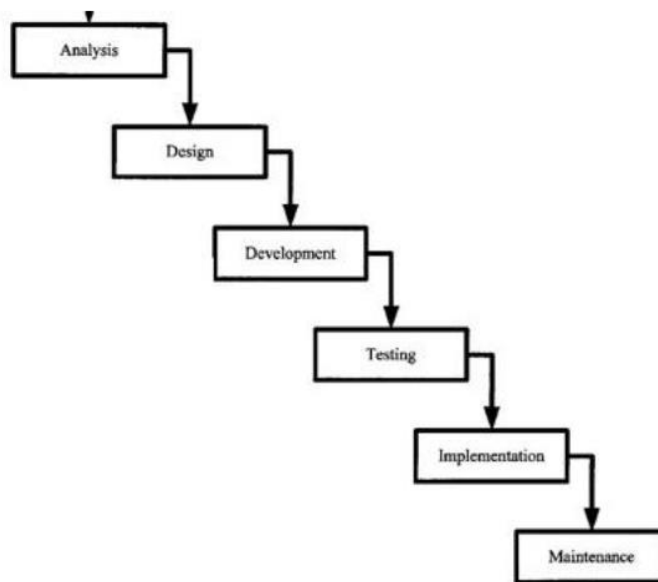 Analysis
Design
Development
Testing
Implementation
Maintenance